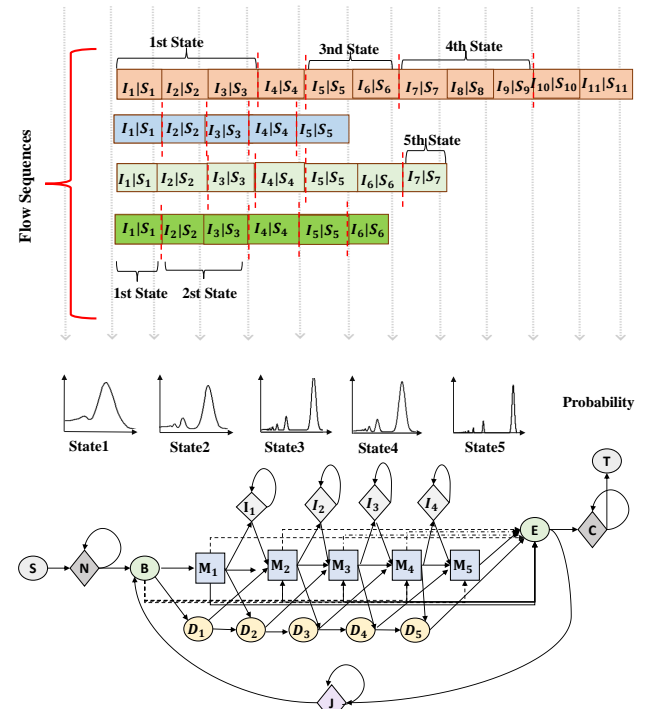 1st State
3nd State
4th State
I₁|S₁ I₂|S₂ I₃|S₃ I₄|S₄ I₅|S₅ I₆|S₆ I₇|S₇ I₈|S₈ I₉|S₉ I₁₀|S₁₀ I₁₁|S₁₁
I₁|S₁ I₂|S₂ I₃|S₃ I₄|S₄ I₅|S₅
5th State
I₁|S₁ I₂|S₂ I₃|S₃ I₄|S₄ I₅|S₅ I₆|S₆ I₇|S₇
I₁|S₁ I₂|S₂ I₃|S₃ I₄|S₄ I₅|S₅ I₆|S₆
1st State
2st State
Flow Sequences
Probability
State1 State2 State3 State4 State5
T
I₁ I₂ I₃ I₄
E C
S N B M₁ M₂ M₃ M₄ M₅
D₁ D₂ D₃ D₄ D₅
J